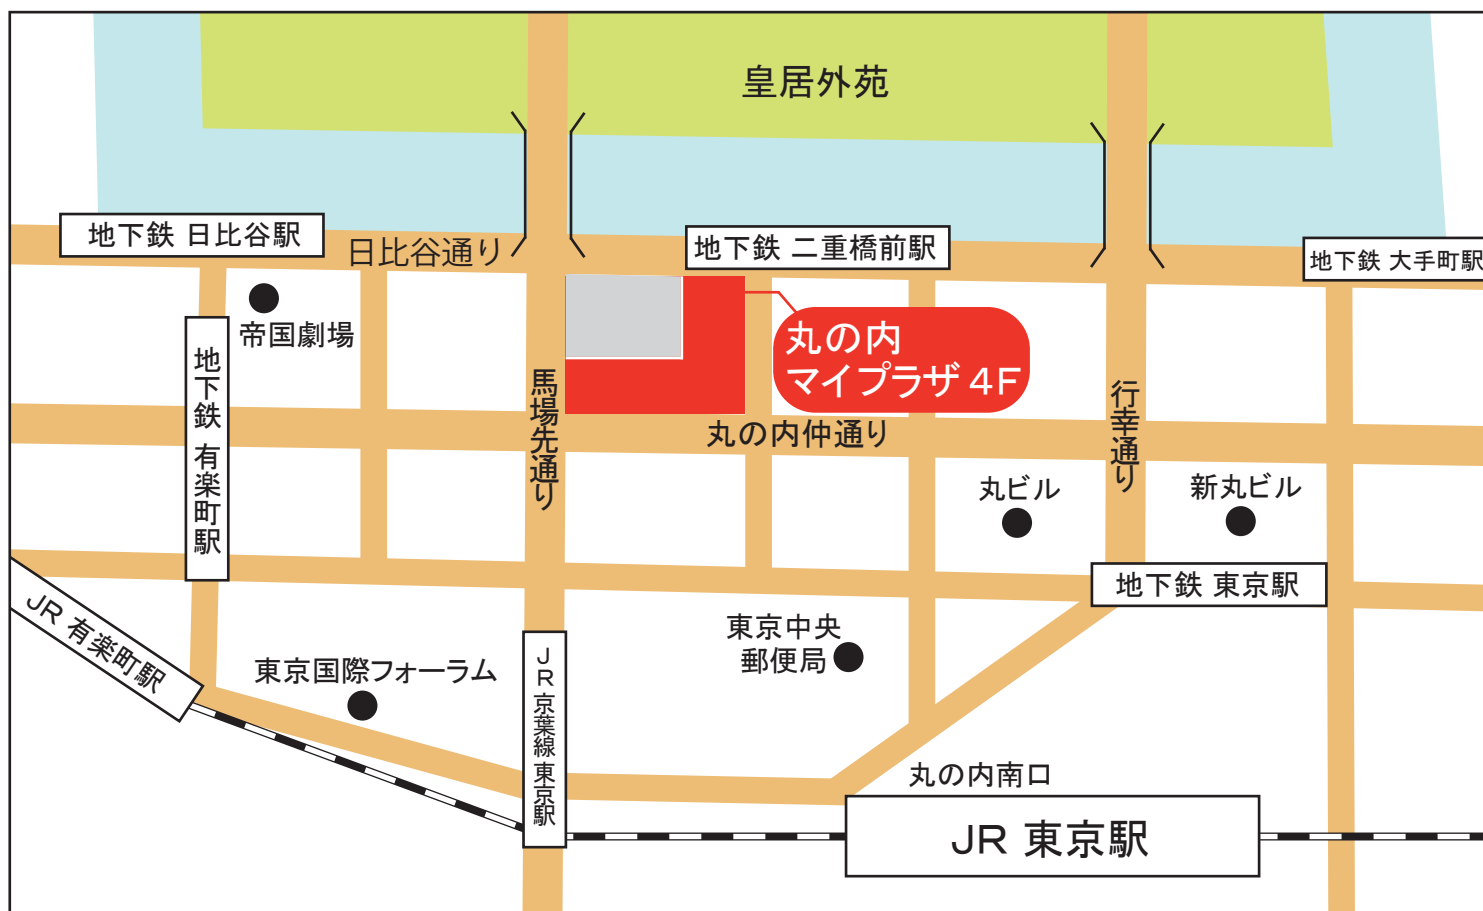 皇居外苑
地下鉄 日比谷駅
日比谷通り
地下鉄 二重橋前駅
地下鉄 大手町駅
帝国劇場
丸の内
マイプラザ 4F
地下鉄 有楽町駅
馬場先通り
行幸通り
丸の内仲通り
丸ビル
新丸ビル
地下鉄 東京駅
JR 有楽町駅
東京国際フォーラム
JR 京葉線 東京駅
東京中央
郵便局
丸の内南口
JR 東京駅